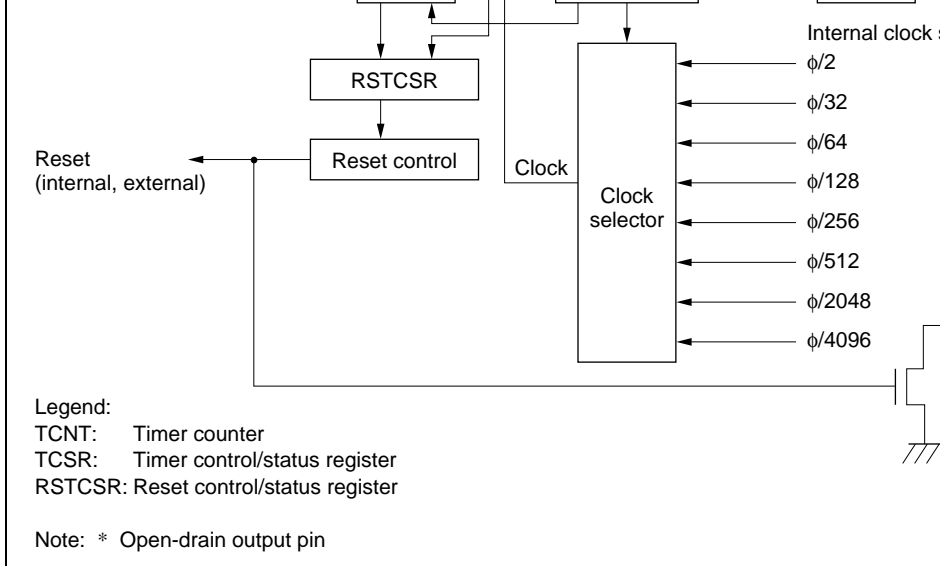 Internal clock s
RSTCSR
Reset control
Reset
(internal, external)
Clock
Clock
selector
ϕ/2
ϕ/32
ϕ/64
ϕ/128
ϕ/256
ϕ/512
ϕ/2048
ϕ/4096
Legend:
TCNT: Timer counter
TCSR: Timer control/status register
RSTCSR: Reset control/status register
Note: * Open-drain output pin